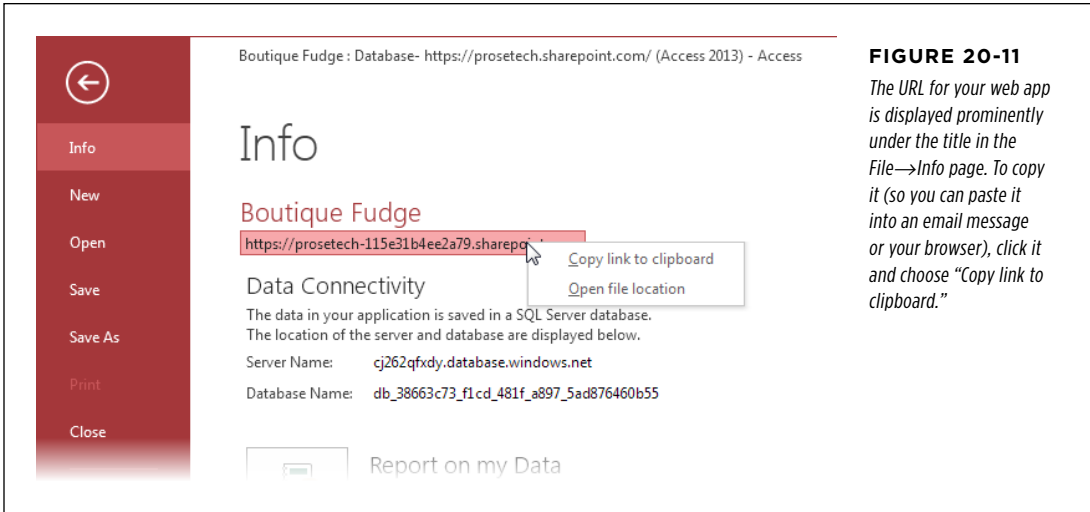 Boutique Fudge : Database- https://prosetech.sharepoint.com/ (Access 2013) - Access
Info
New
Open
Save
Save As
Print
Close
Info
Boutique Fudge
https://prosetech-115e31b4ee2a79.sharepoint
Copy link to clipboard
Open file location
Data Connectivity
The data in your application is saved in a SQL Server database.
The location of the server and database are displayed below.
Server Name: cj262qfxdy.database.windows.net
Database Name: db_38663c73_f1cd_481f_a897_5ad876460b55
Report on my Data
FIGURE 20-11
The URL for your web app
is displayed prominently
under the title in the
File→Info page. To copy
it (so you can paste it
into an email message
or your browser), click it
and choose “Copy link to
clipboard.”